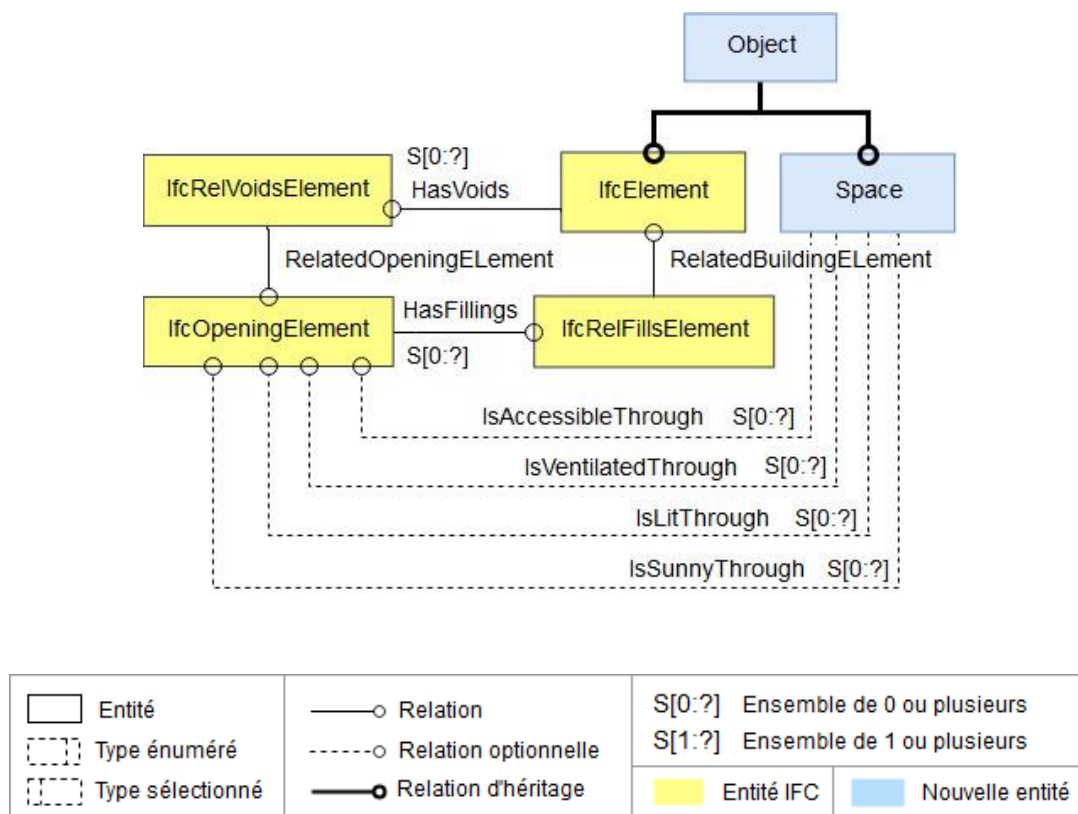 Object
S[0:?]
IfcRelVoidsElement
HasVoids
IfcElement
Space
RelatedOpeningELement
RelatedBuildingELement
IfcOpeningElement
HasFillings
S[0:?]
IfcRelFillsElement
IsAccessibleThrough S[0:?]
IsVentilatedThrough S[0:?]
IsLitThrough S[0:?]
IsSunnyThrough S[0:?]
Entité
Type énuméré
Type sélectionné
Relation
Relation optionnelle
Relation d'héritage
S[0:?] Ensemble de 0 ou plusieurs
S[1:?] Ensemble de 1 ou plusieurs
Entité IFC
Nouvelle entité